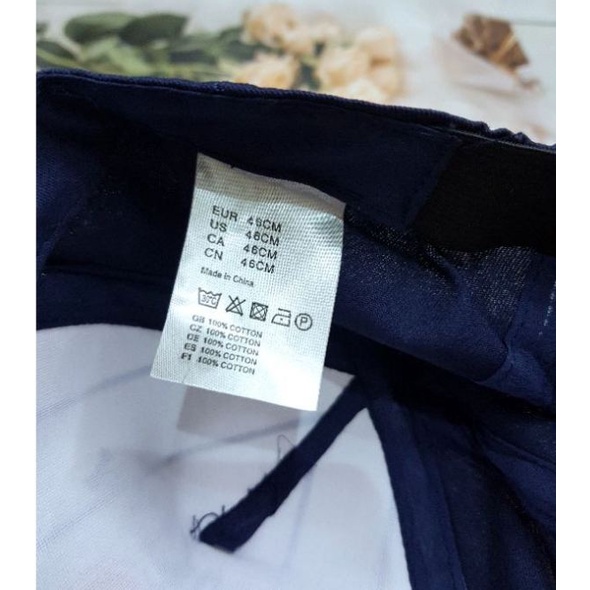 EUR 46CM
US 46CM
CA 46CM
CN 46CM
Made in China
30°C
P
GB 100% COTTON
CZ 100% COTTON
DE 100% COTTON
ES 100% COTTON
FI 100% COTTON